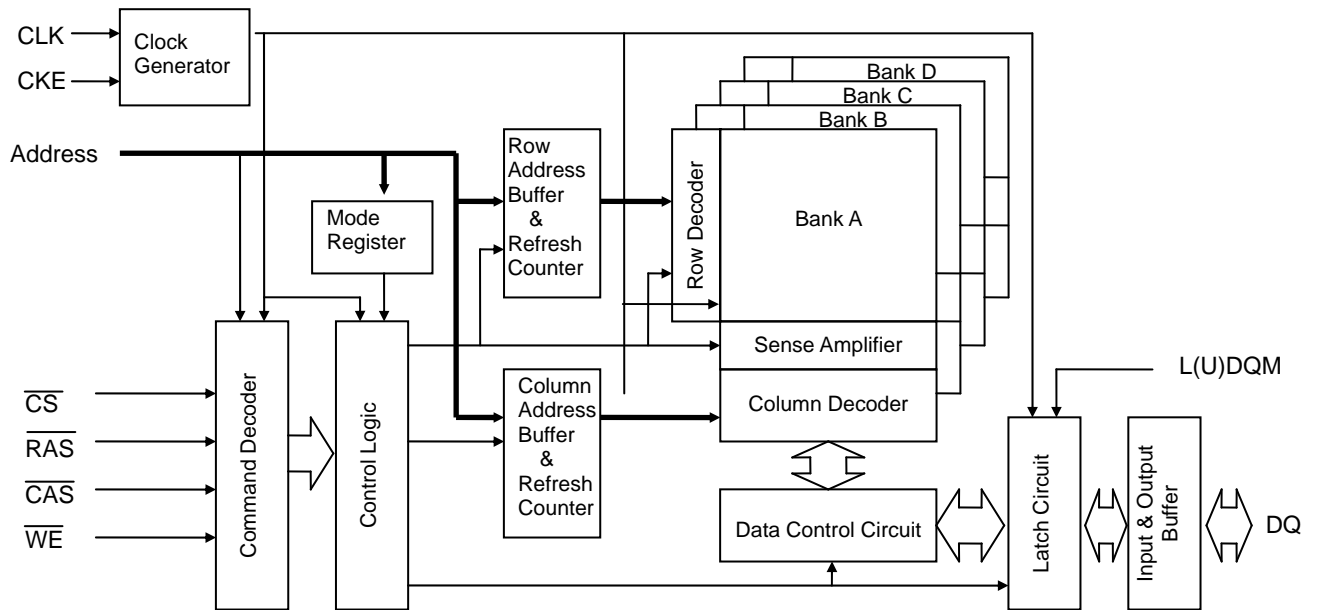 CLK
CKE
Clock
Generator
Address
Mode
Register
Row
Address
Buffer
&
Refresh
Counter
Bank D
Bank C
Bank B
Bank A
Row Decoder
Sense Amplifier
Column Decoder
Column
Address
Buffer
&
Refresh
Counter
CS
RAS
CAS
WE
Command Decoder
Control Logic
Data Control Circuit
L(U)DQM
Latch Circuit
Input & Output
Buffer
DQ